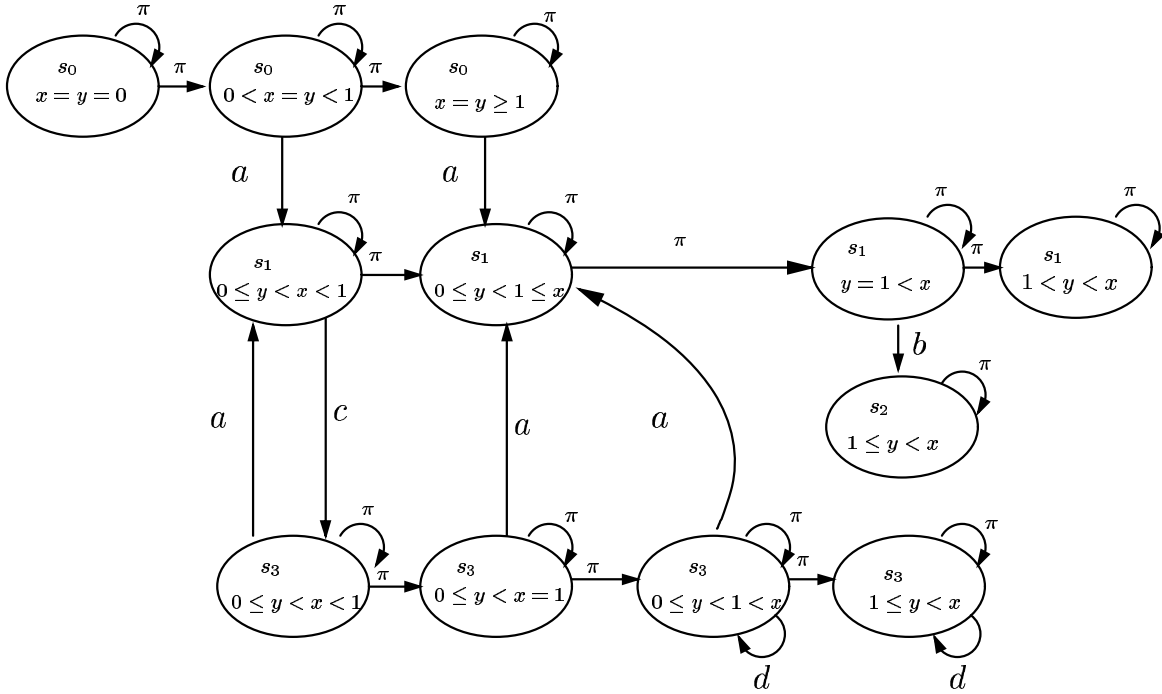 π π π
s₀ π s₀ π s₀
x = y = 0 0 < x = y < 1 x = y ≥ 1
a a
π π π π
π
s₁ π s₁ s₁ π s₁
0 ≤ y < x < 1 0 ≤ y < 1 ≤ x y = 1 < x 1 < y < x
b
π
a c a a s₂
1 ≤ y < x
π π π π
s₃ π s₃ π s₃ π s₃
0 ≤ y < x < 1 0 ≤ y < x = 1 0 ≤ y < 1 < x 1 ≤ y < x
d d